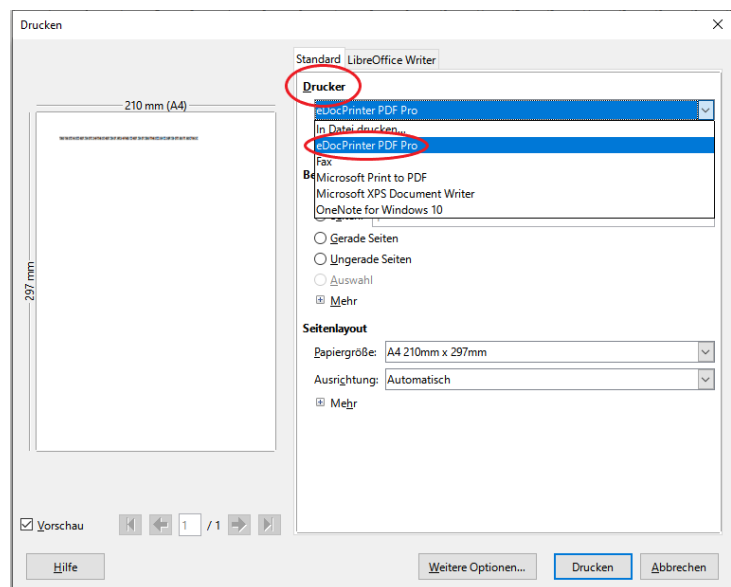 Drucken
Standard LibreOffice Writer
Drucker
210 mm (A4)
eDocPrinter PDF Pro
In Datei drucken...
eDocPrinter PDF Pro
Fax
Be
Microsoft Print to PDF
Microsoft XPS Document Writer
OneNote for Windows 10
Gerade Seiten
Ungerade Seiten
Auswahl
297 mm
Mehr
Seitenlayout
Papiergröße: A4 210mm x 297mm
Ausrichtung: Automatisch
Mehr
Vorschau 1 / 1
Hilfe Weitere Optionen... Drucken Abbrechen